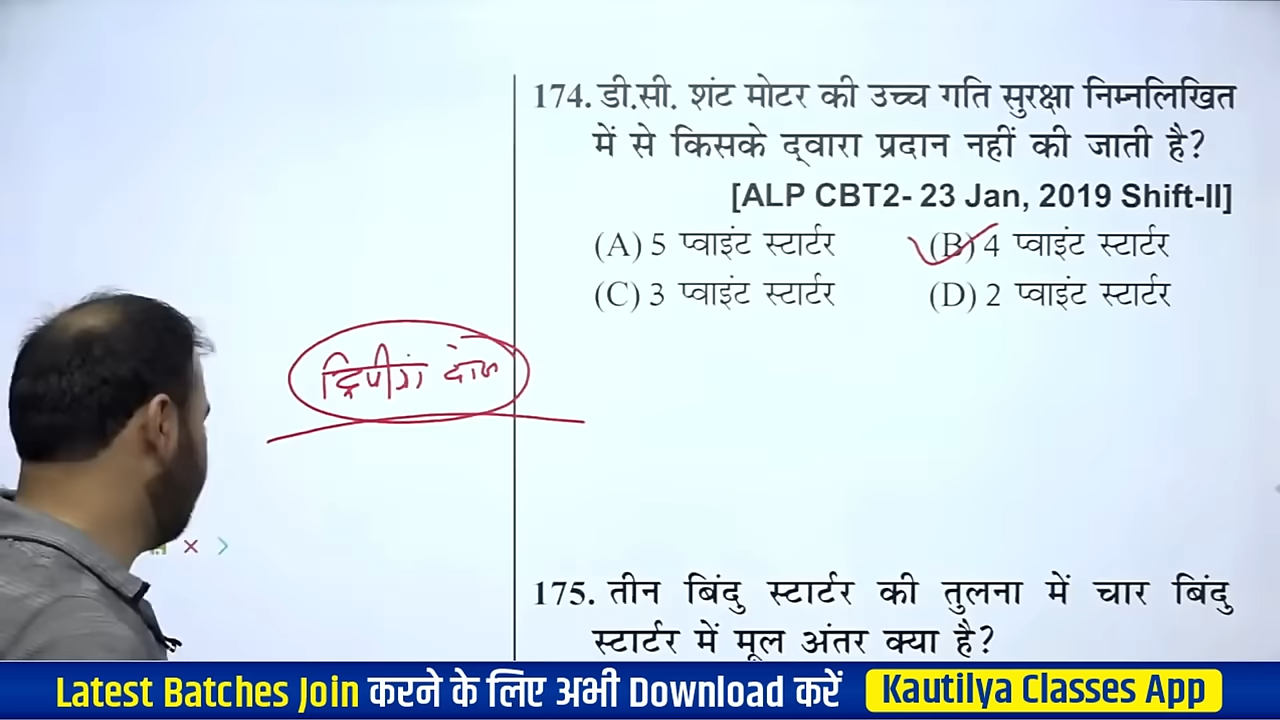 174. डी.सी. शंट मोटर की उच्च गति सुरक्षा निम्नलिखित
में से किसके द्वारा प्रदान नहीं की जाती है?
[ALP CBT2- 23 Jan, 2019 Shift-II]
(A) 5 प्वाइंट स्टार्टर (B) 4 प्वाइंट स्टार्टर
(C) 3 प्वाइंट स्टार्टर (D) 2 प्वाइंट स्टार्टर
175. तीन बिंदु स्टार्टर की तुलना में चार बिंदु
स्टार्टर में मूल अंतर क्या है?
Latest Batches Join करने के लिए अभी Download करें Kautilya Classes App